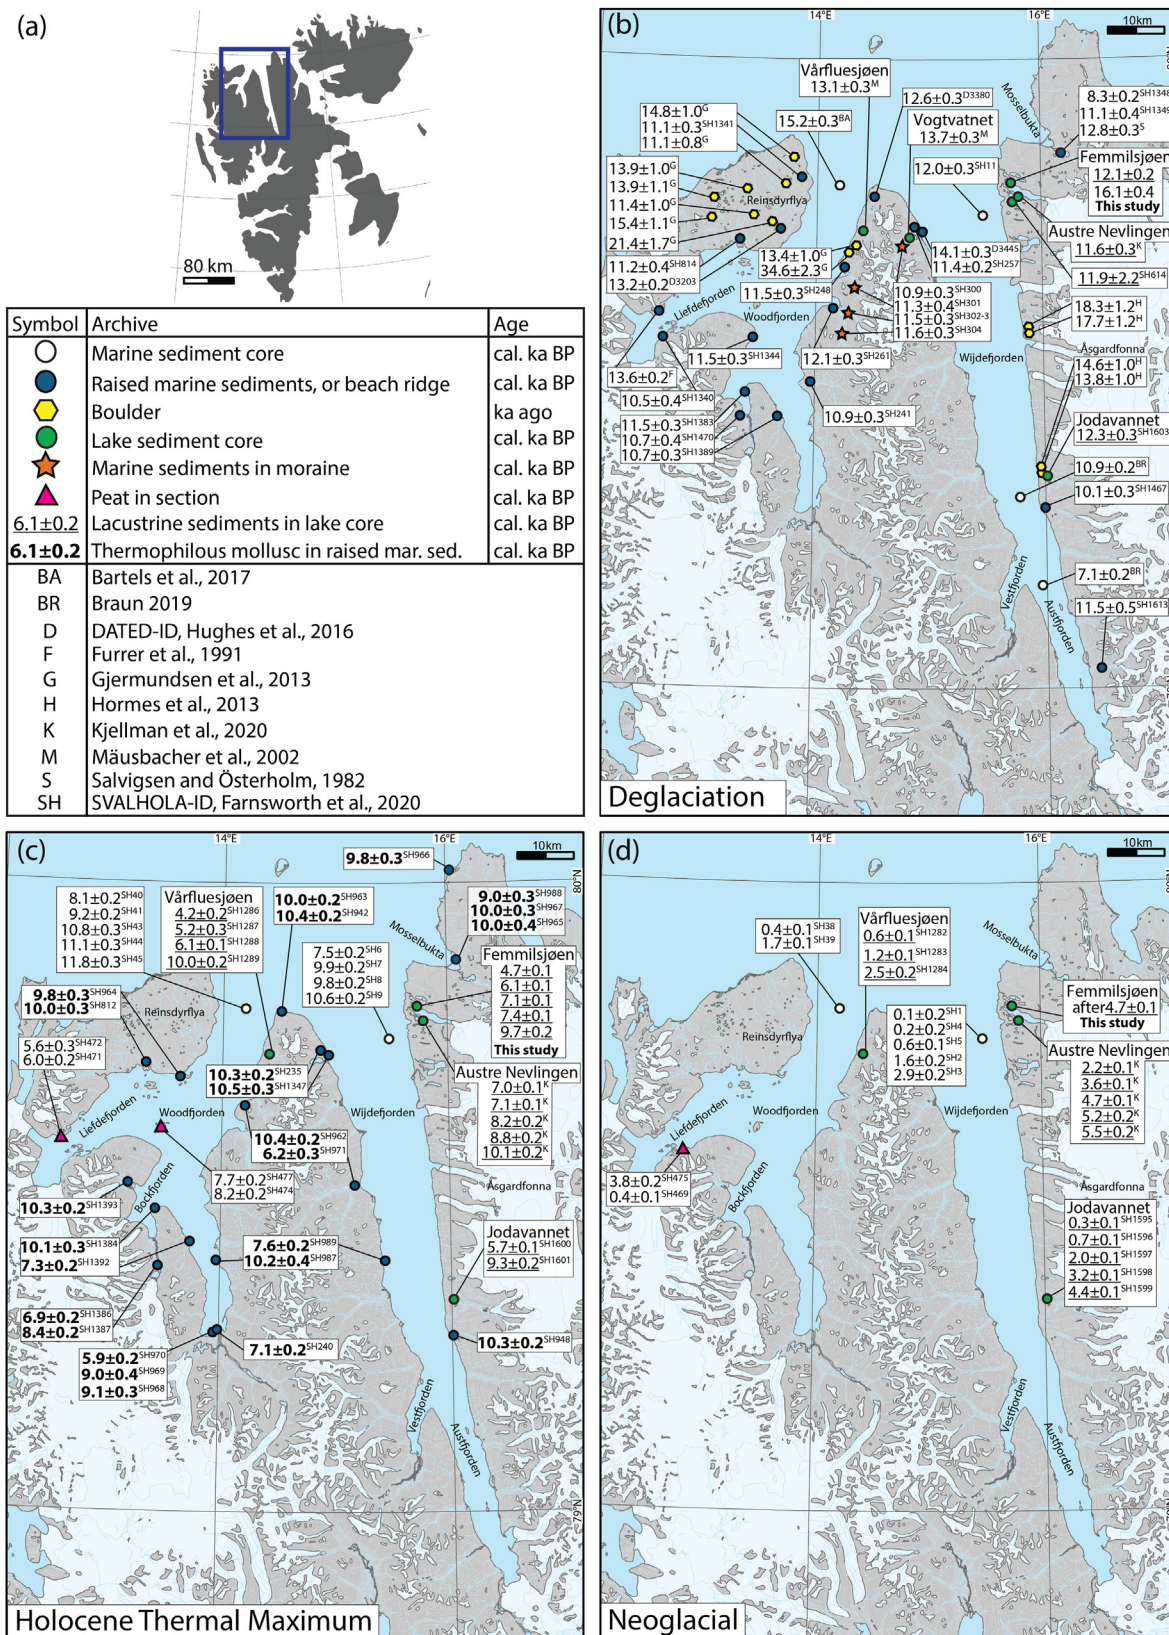 (a)
80 km
Symbol Archive Age
Marine sediment core cal. ka BP
Raised marine sediments, or beach ridge cal. ka BP
Boulder ka ago
Lake sediment core cal. ka BP
Marine sediments in moraine cal. ka BP
Peat in section cal. ka BP
6.1±0.2 Lacustrine sediments in lake core cal. ka BP
6.1±0.2 Thermophilous mollusc in raised mar. sed. cal. ka BP
BA Bartels et al., 2017
BR Braun 2019
D DATED-ID, Hughes et al., 2016
F Furrer et al., 1991
G Gjermundsen et al., 2013
H Hormes et al., 2013
K Kjellman et al., 2020
M Mäusbacher et al., 2002
S Salvigsen and Österholm, 1982
SH SVALHOLA-ID, Farnsworth et al., 2020
(b)
14°E
16°E
10km
Vårfluesjøen
13.1±0.3M
12.6±0.3D3380
15.2±0.3BA
Vogtvatnet
13.7±0.3M
12.0±0.3SH11
Mosselbukta
8.3±0.2SH1348
11.1±0.4SH1349
12.8±0.3S
Femmilsjøen
12.1±0.2
16.1±0.4
This study
Austre Nevlingen
11.6±0.3K
11.9±2.2SH614
14.8±1.0G
11.1±0.3SH1341
11.1±0.8G
13.9±1.0G
13.9±1.1G
11.4±1.0G
15.4±1.1G
21.4±1.7G
Reinsdyrflya
11.2±0.4SH814
13.2±0.2D3203
13.4±1.0G
34.6±2.3G
14.1±0.3D3445
11.4±0.2SH257
11.5±0.3SH248
10.9±0.3SH300
11.3±0.4SH301
11.5±0.3SH302-3
11.6±0.3SH304
18.3±1.2H
17.7±1.2H
Liefdefjorden
Woodfjorden
Wijdefjorden
Åsgardfonna
11.5±0.3SH1344
12.1±0.3SH261
13.6±0.2F
10.5±0.4SH1340
14.6±1.0H
13.8±1.0H
10.9±0.3SH241
11.5±0.3SH1383
10.7±0.4SH1470
10.7±0.3SH1389
Jodavannet
12.3±0.3SH1603
10.9±0.2BR
10.1±0.3SH1467
7.1±0.2BR
11.5±0.5SH1613
Vestfjorden
Austfjorden
Deglaciation
(c)
14°E
16°E
10km
80°N
9.8±0.3SH966
8.1±0.2SH40
9.2±0.2SH41
10.8±0.3SH43
11.1±0.3SH44
11.8±0.3SH45
Vårfluesjøen
4.2±0.2SH1286
5.2±0.3SH1287
6.1±0.1SH1288
10.0±0.2SH1289
10.0±0.2SH963
10.4±0.2SH942
9.0±0.3SH988
10.0±0.3SH967
10.0±0.4SH965
Mosselbukta
7.5±0.2SH6
9.9±0.2SH7
9.8±0.2SH8
10.6±0.2SH9
Femmilsjøen
4.7±0.1
6.1±0.1
7.1±0.1
7.4±0.1
9.7±0.2
This study
9.8±0.3SH964
10.0±0.3SH812
Reinsdyrflya
5.6±0.3SH472
6.0±0.2SH471
10.3±0.2SH235
10.5±0.3SH1347
Austre Nevlingen
7.0±0.1K
7.1±0.1K
8.2±0.2K
8.8±0.2K
10.1±0.2K
Liefdefjorden
Woodfjorden
Wijdefjorden
10.4±0.2SH962
6.2±0.3SH971
7.7±0.2SH477
8.2±0.2SH474
Bockfjorden
Åsgardfonna
10.3±0.2SH1393
10.1±0.3SH1384
7.3±0.2SH1392
7.6±0.2SH989
10.2±0.4SH987
Jodavannet
5.7±0.1SH1600
9.3±0.2SH1601
6.9±0.2SH1386
8.4±0.2SH1387
5.9±0.2SH970
9.0±0.4SH969
9.1±0.3SH968
7.1±0.2SH240
10.3±0.2SH948
Vestfjorden
Austfjorden
79°N
Holocene Thermal Maximum
(d)
14°E
16°E
10km
0.4±0.1SH38
1.7±0.1SH39
Vårfluesjøen
0.6±0.1SH1282
1.2±0.1SH1283
2.5±0.2SH1284
Mosselbukta
Femmilsjøen
after4.7±0.1
This study
0.1±0.2SH1
0.2±0.2SH4
0.6±0.1SH5
1.6±0.2SH2
2.9±0.2SH3
Reinsdyrflya
Austre Nevlingen
2.2±0.1K
3.6±0.1K
4.7±0.1K
5.2±0.2K
5.5±0.2K
Liefdefjorden
Woodfjorden
Wijdefjorden
3.8±0.2SH475
0.4±0.1SH469
Bockfjorden
Åsgardfonna
Jodavannet
0.3±0.1SH1595
0.7±0.1SH1596
2.0±0.1SH1597
3.2±0.1SH1598
4.4±0.1SH1599
Vestfjorden
Austfjorden
Neoglacial